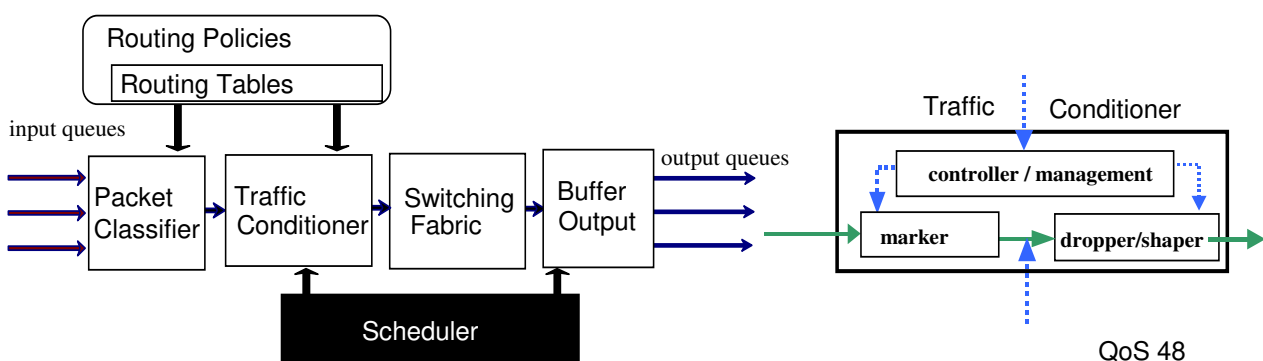 Routing Policies
Routing Tables
input queues
Packet
Classifier
Traffic
Conditioner
Switching
Fabric
Buffer
Output
output queues
Scheduler
Traffic Conditioner
controller / management
marker
dropper/shaper
QoS 48